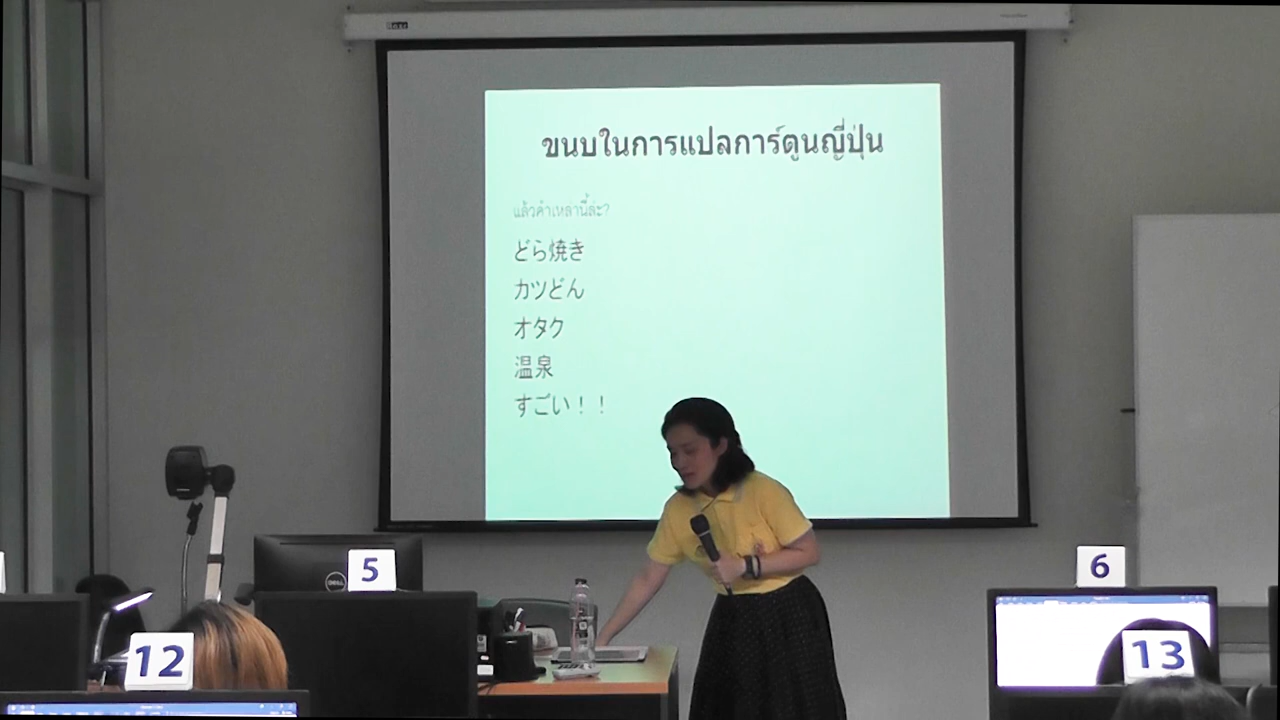 ขนบในการแปลการ์ตูนญี่ปุ่น
แล้วคำเหล่านี้ล่ะ?
どら焼き
カツどん
オタク
温泉
すごい！！
5
6
DELL
12
13